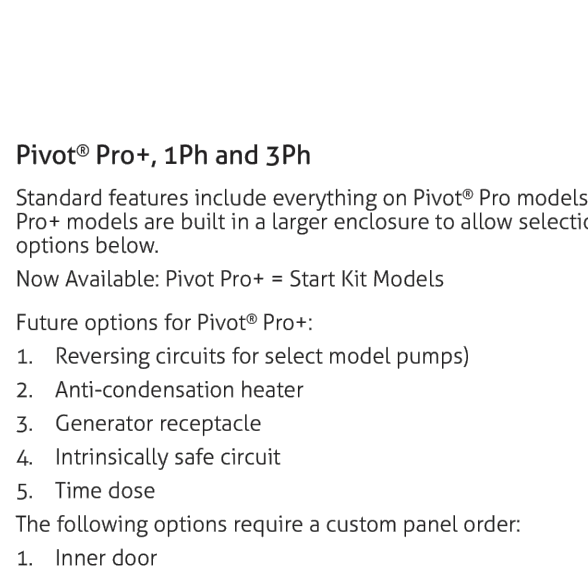 Pivot® Pro+, 1Ph and 3Ph
Standard features include everything on Pivot® Pro models
Pro+ models are built in a larger enclosure to allow
options below.
Now Available: Pivot Pro+ = Start Kit Models
Future options for Pivot® Pro+:
1. Reversing circuits for select model pumps)
2. Anti-condensation heater
3. Generator receptacle
4. Intrinsically safe circuit
5. Time dose
The following options require a custom panel order:
1. Inner door